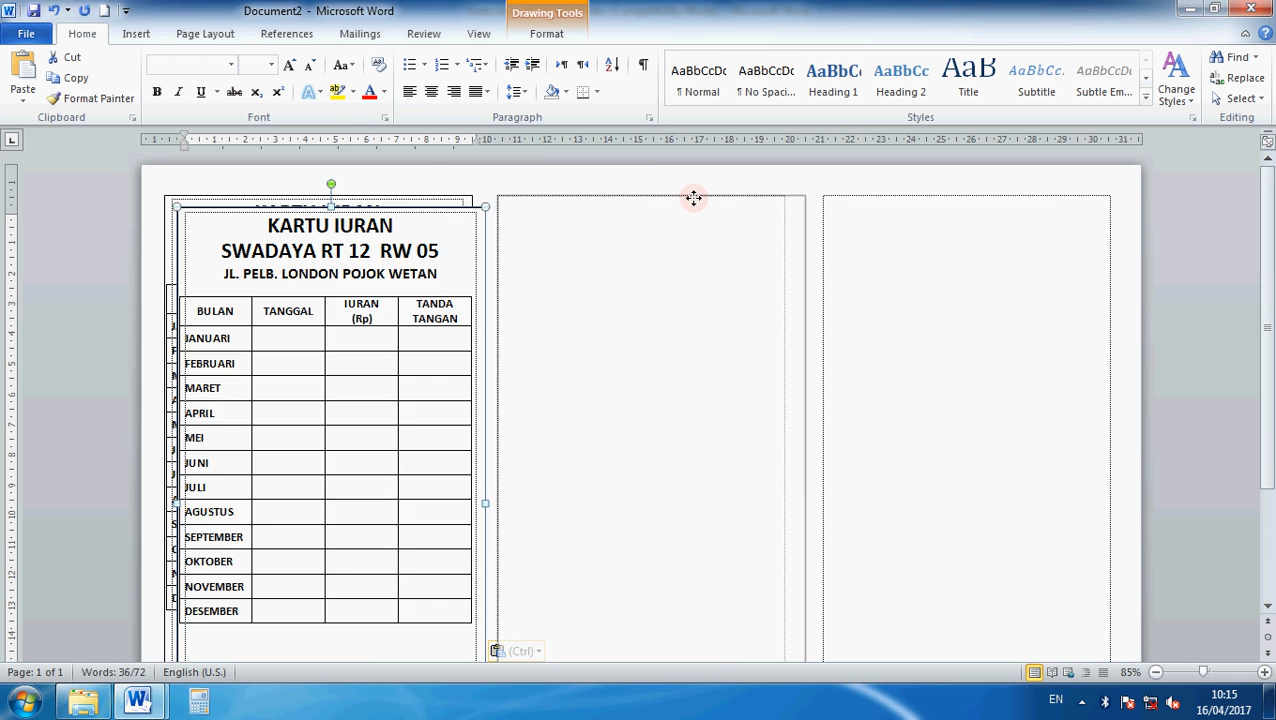 Document2 - Microsoft Word
Drawing Tools
File
Home
Insert
Page Layout
References
Mailings
Review
View
Format
Paste
Cut
Copy
Format Painter
Clipboard
Font
Paragraph
AaBbCcDc
¶ Normal
AaBbCcDc
¶ No Spaci...
AaBbC
Heading 1
AaBbCc
Heading 2
AaB
Title
AaBbCc.
Subtitle
AaBbCcDc
Subtle Em...
Change
Styles
Styles
Find
Replace
Select
Editing
KARTU IURAN
SWADAYA RT 12 RW 05
JL. PELB. LONDON POJOK WETAN
BULAN
TANGGAL
IURAN
(Rp)
TANDA
TANGAN
JANUARI
FEBRUARI
MARET
APRIL
MEI
JUNI
JULI
AGUSTUS
SEPTEMBER
OKTOBER
NOVEMBER
DESEMBER
(Ctrl)
Page: 1 of 1
Words: 36/72
English (U.S.)
85%
EN
10:15
16/04/2017